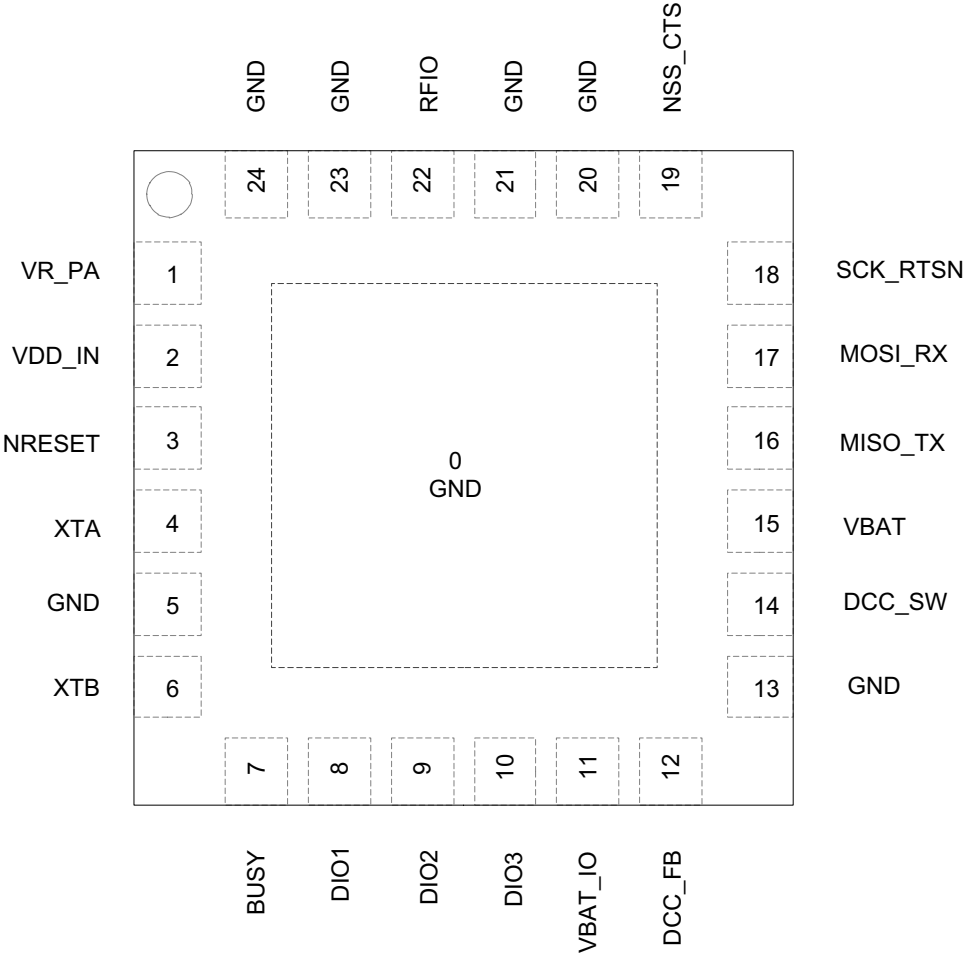 GND
GND
RFIO
GND
GND
NSS_CTS
24
23
22
21
20
19
VR_PA
1
18
SCK_RTSN
VDD_IN
2
17
MOSI_RX
NRESET
3
16
MISO_TX
0
GND
XTA
4
15
VBAT
GND
5
14
DCC_SW
XTB
6
13
GND
7
8
9
10
11
12
BUSY
DIO1
DIO2
DIO3
VBAT_IO
DCC_FB